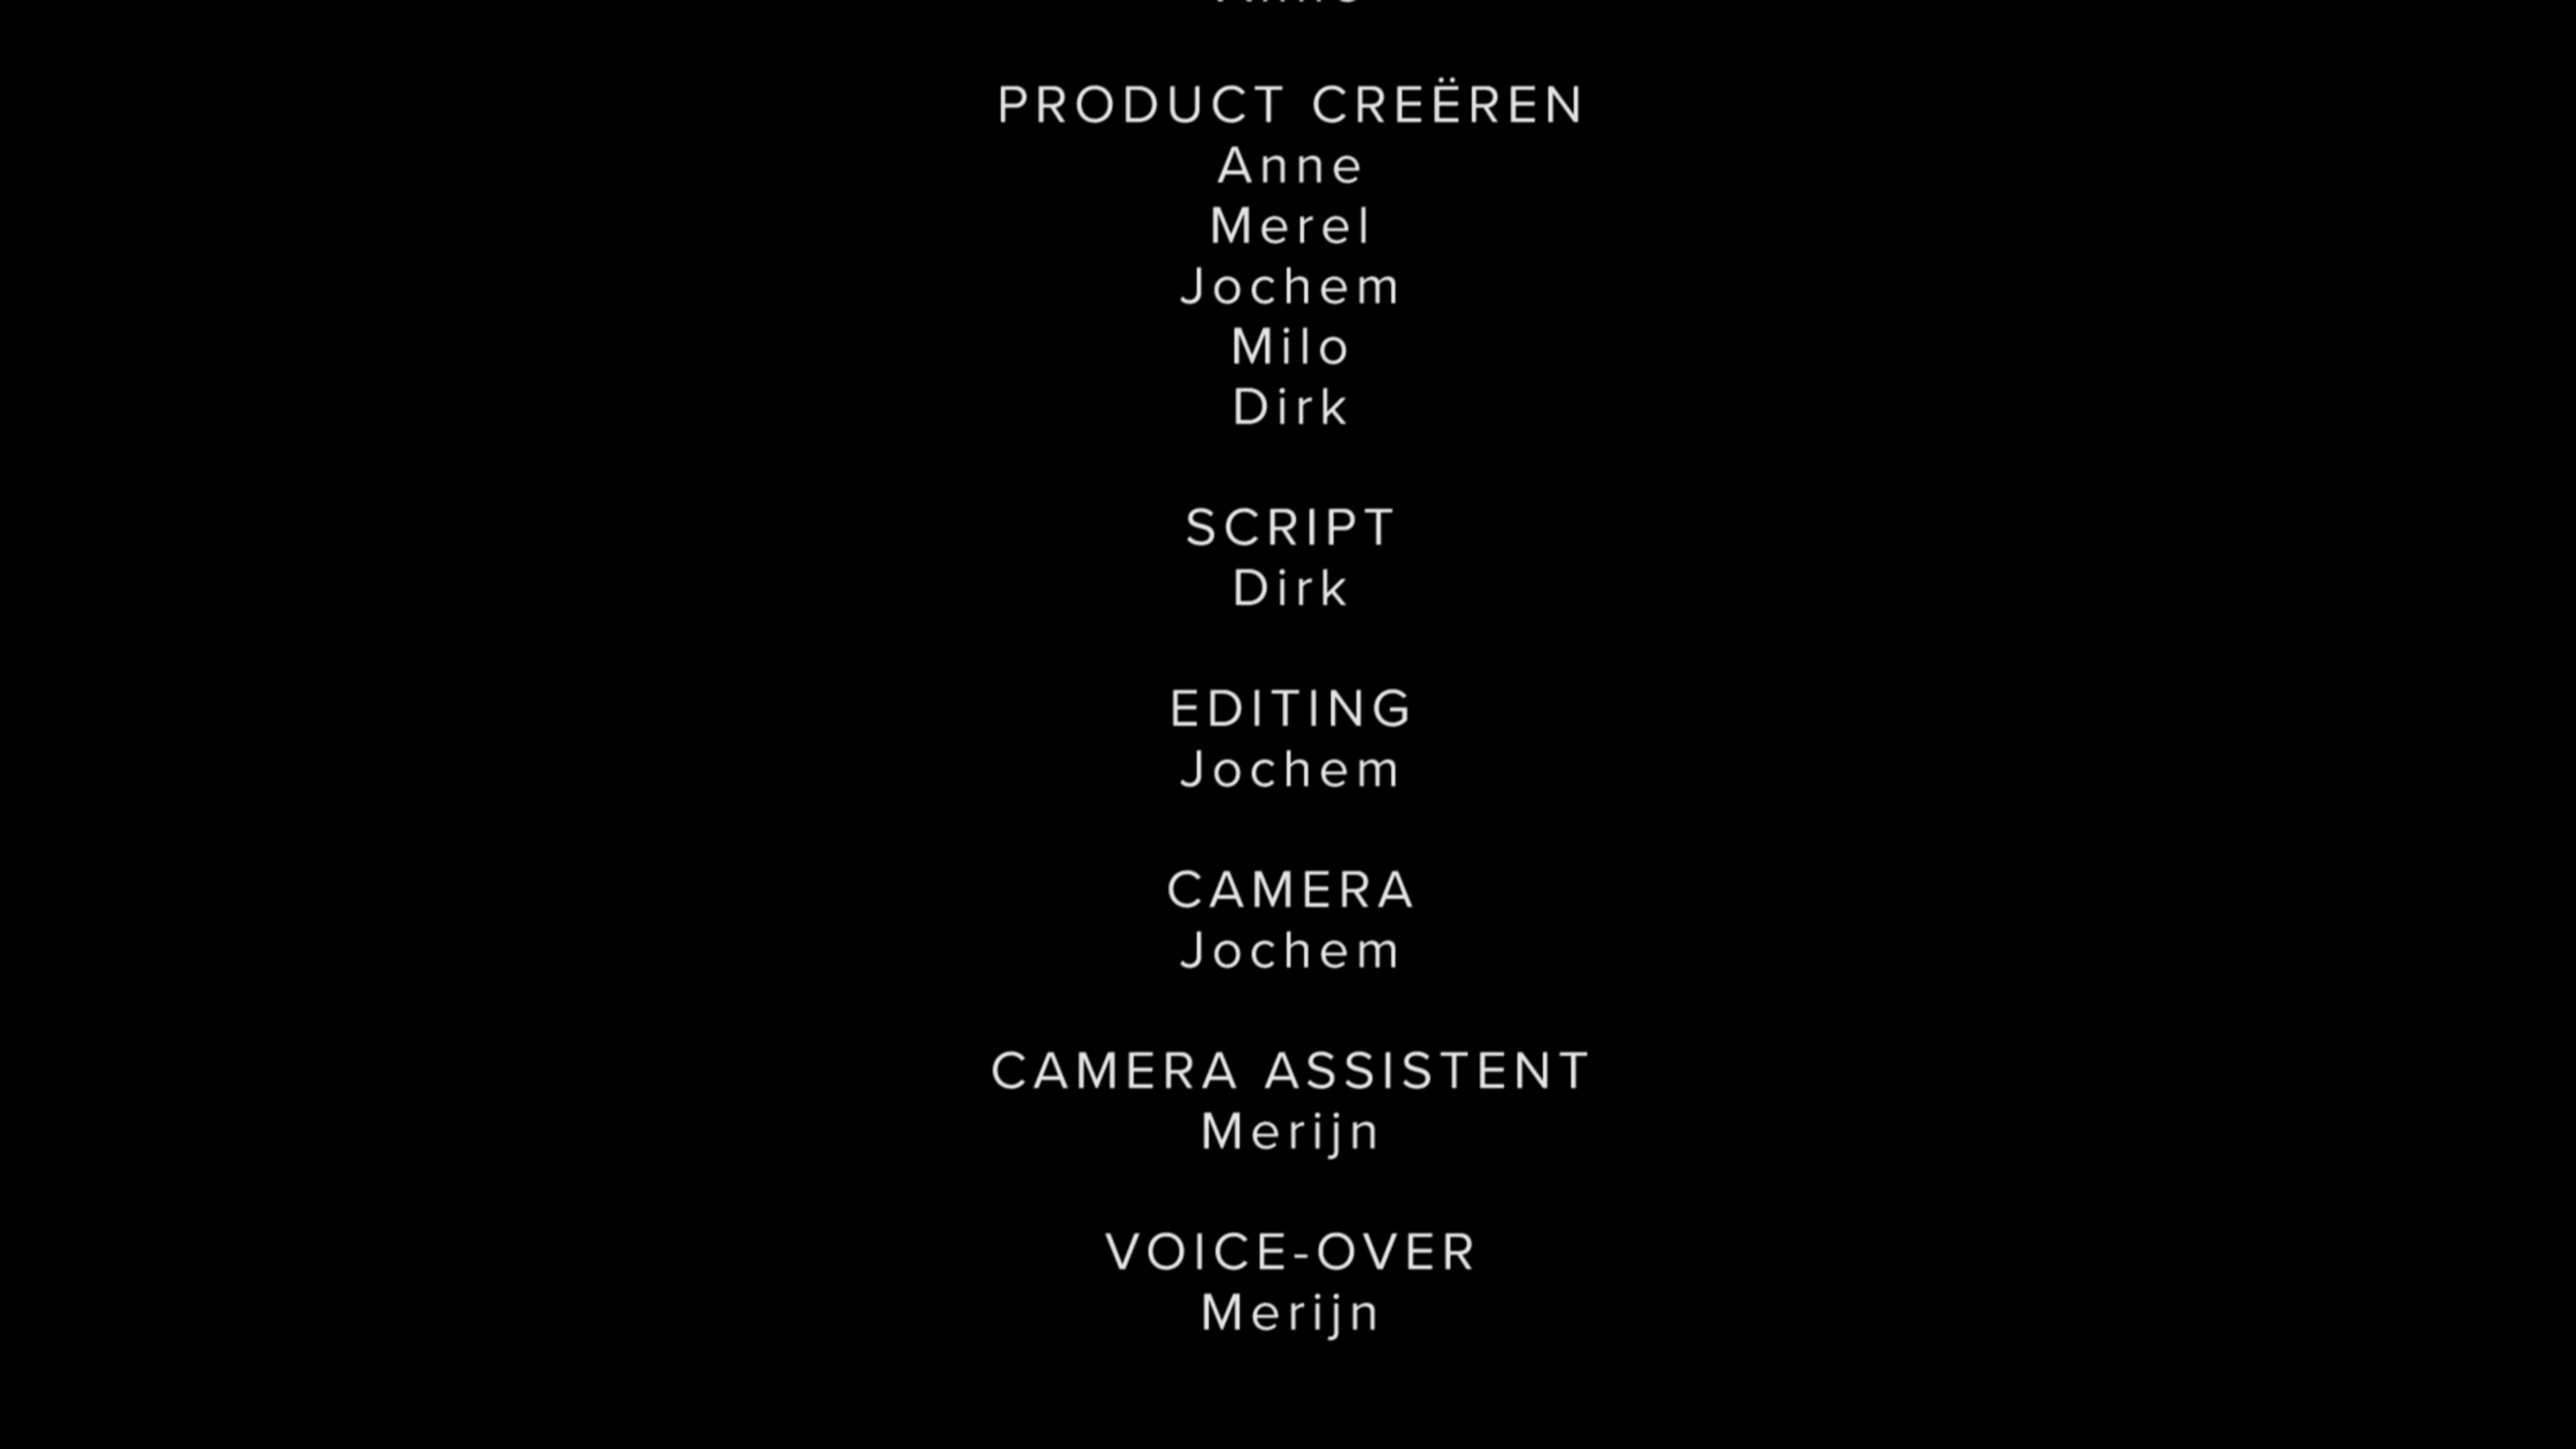 PRODUCT CREËREN
Anne
Merel
Jochem
Milo
Dirk
SCRIPT
Dirk
EDITING
Jochem
CAMERA
Jochem
CAMERA ASSISTENT
Merijn
VOICE-OVER
Merijn